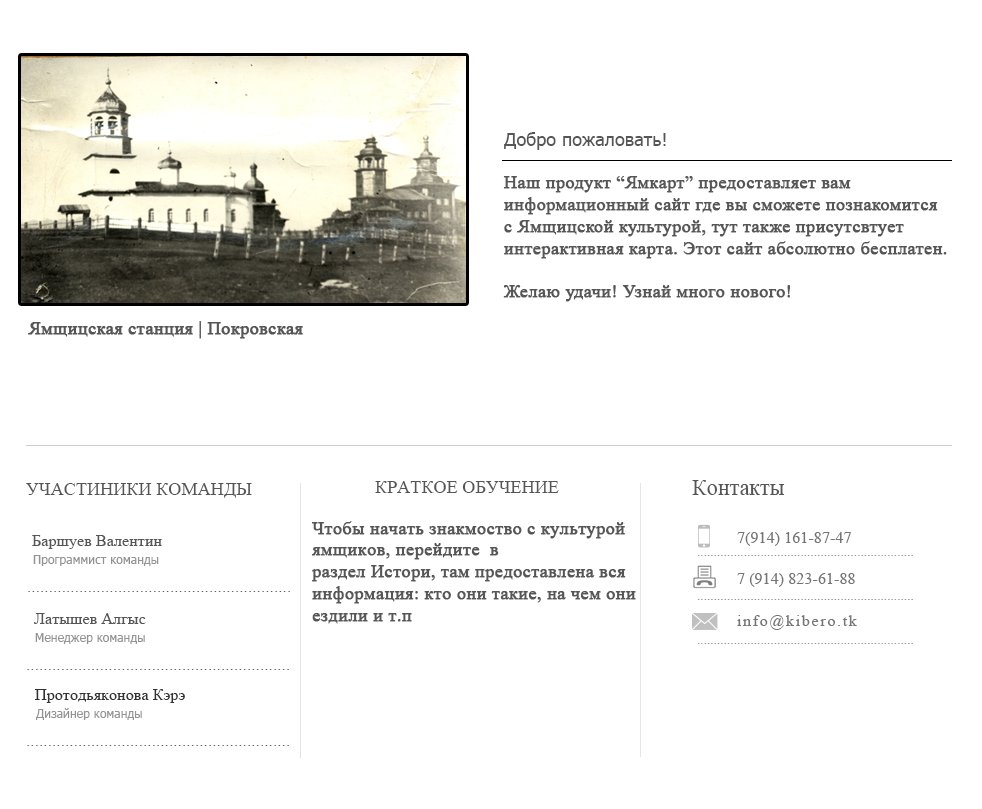 Добро пожаловать!
Наш продукт “Ямкарт” предоставляет вам
информационный сайт где вы сможете познакомится
с Ямщицской культурой, тут также присутсвтует
интерактивная карта. Этот сайт абсолютно бесплатен.
Желаю удачи! Узнай много нового!
Ямщицская станция | Покровская
УЧАСТИНИКИ КОМАНДЫ
Баршуев Валентин
Программист команды
Латышев Алгыс
Менеджер команды
Протодьяконова Кэрэ
Дизайнер команды
КРАТКОЕ ОБУЧЕНИЕ
Чтобы начать знакмоство с культурой
ямщиков, перейдите в
раздел Истори, там предоставлена вся
информация: кто они такие, на чем они
ездили и т.п
Контакты
7(914) 161-87-47
7 (914) 823-61-88
info@kibero.tk